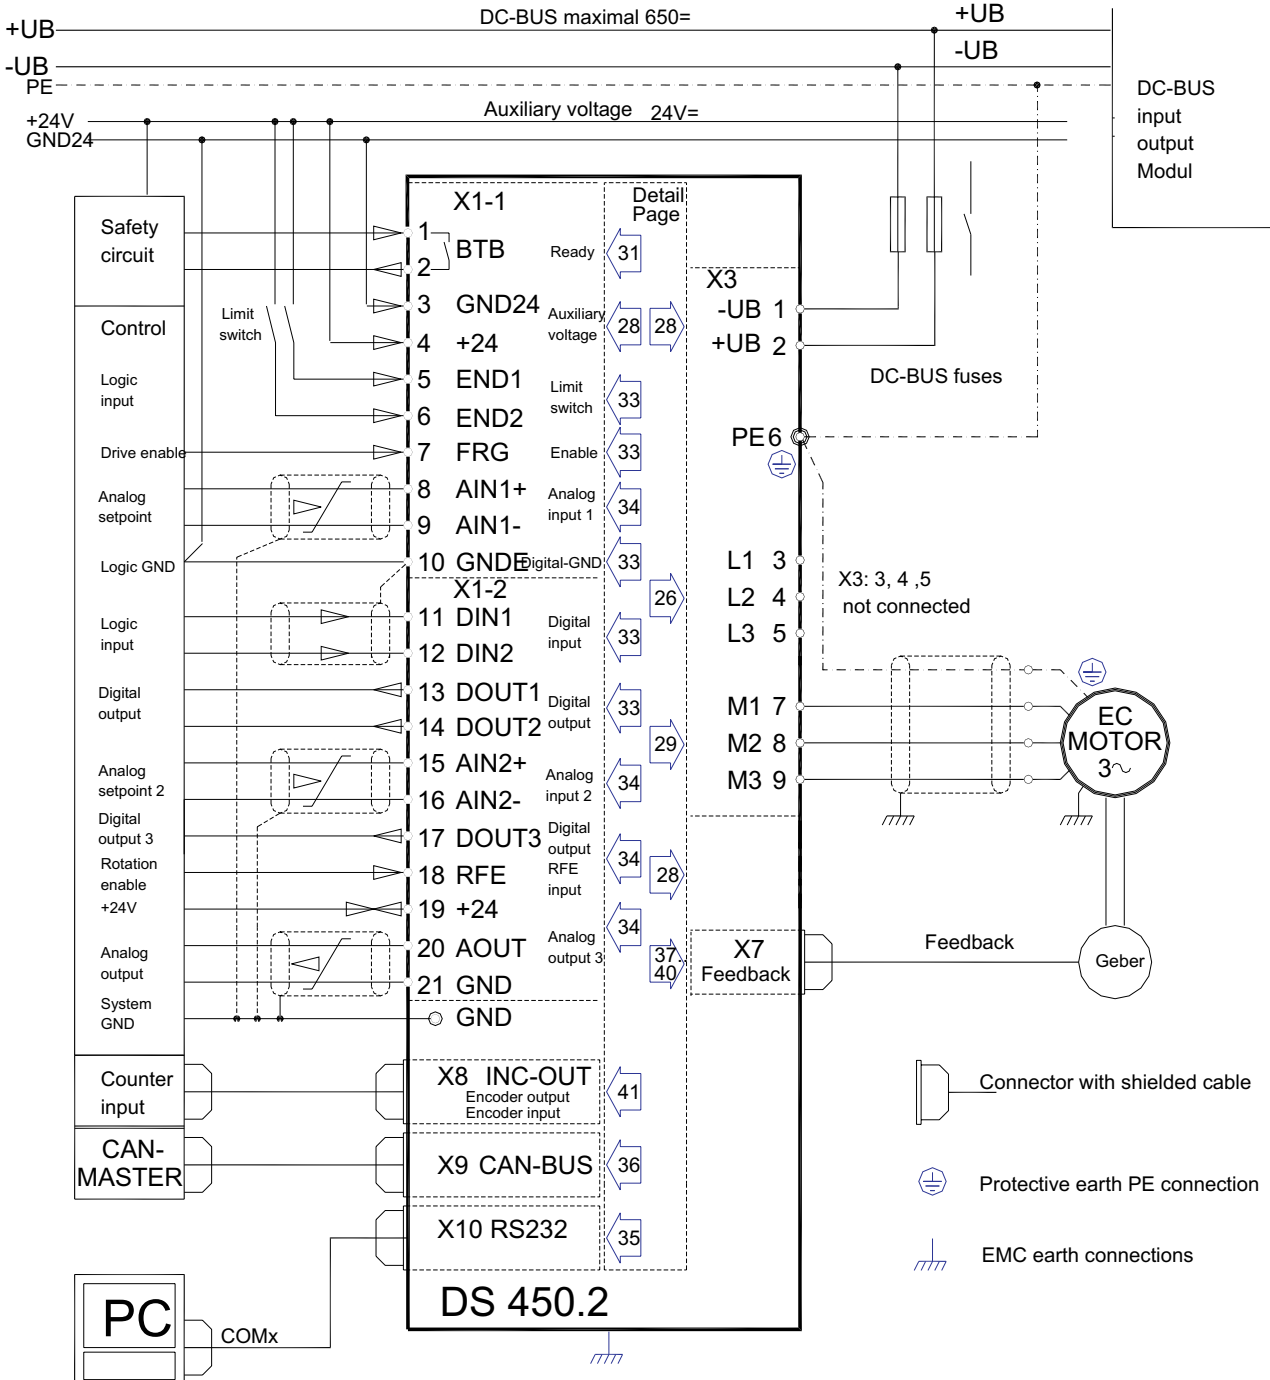 DC-BUS maximal 650=
+UB
+UB
-UB
-UB
PE
DC-BUS
input
output
Modul
Auxiliary voltage 24V=
+24V
GND24
X1-1
Detail
Page
Safety
circuit
1
2
BTB
Ready
31
X3
3 GND24
Auxiliary
voltage
28
28
-UB 1
+UB 2
Limit
switch
Control
4 +24
DC-BUS fuses
Logic
input
5 END1
6 END2
Limit
switch
33
PE 6
Drive enable
7 FRG
Enable
33
Analog
setpoint
8 AIN1+
9 AIN1-
Analog
input 1
34
Logic GND
10 GNDE
Digital-GND
33
L1 3
L2 4
L3 5
X3: 3, 4 ,5
not connected
X1-2
26
Logic
input
11 DIN1
12 DIN2
Digital
input
33
Digital
output
13 DOUT1
14 DOUT2
Digital
output
33
29
M1 7
M2 8
M3 9
EC
MOTOR
3~
Analog
setpoint 2
15 AIN2+
16 AIN2-
Analog
input 2
34
Digital
output 3
17 DOUT3
Digital
output
RFE
input
34
28
Rotation
enable
18 RFE
+24V
19 +24
34
Analog
output
20 AOUT
21 GND
Analog
output 3
37..
40
X7
Feedback
Feedback
Geber
System
GND
GND
Counter
input
X8 INC-OUT
Encoder output
Encoder input
41
Connector with shielded cable
CAN-
MASTER
X9 CAN-BUS
36
Protective earth PE connection
X10 RS232
35
EMC earth connections
DS 450.2
PC
COMx